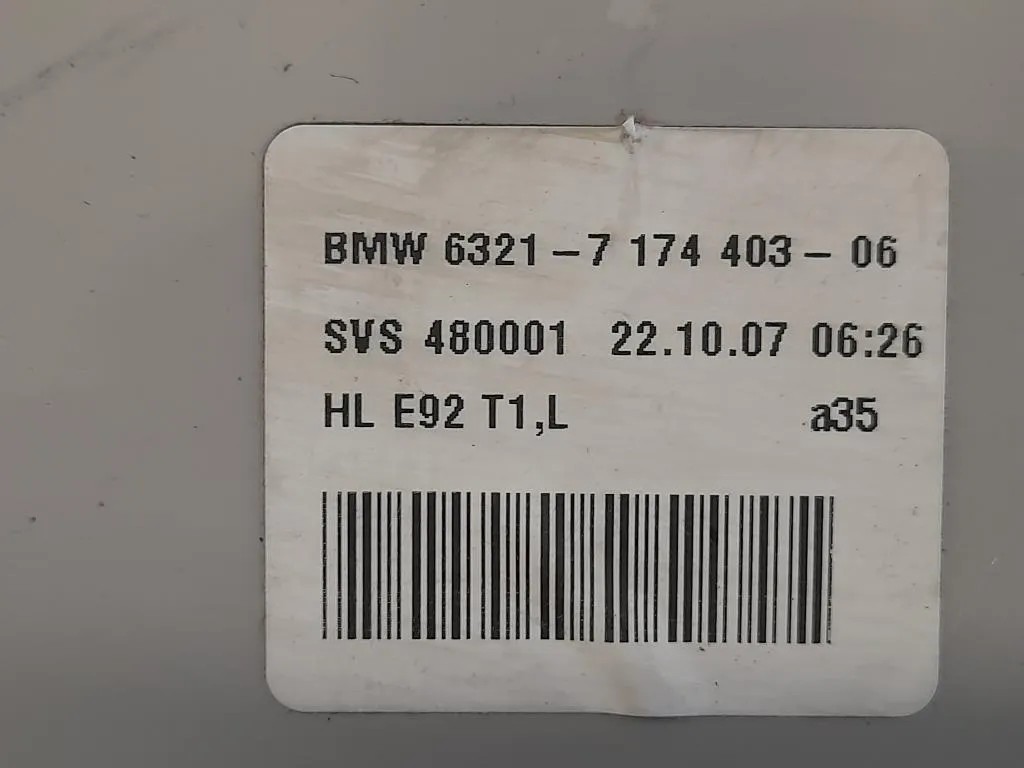 BMW 6321-7 174 403- 06
SVS 480001 22.10.07 06:26
HL E92 T1,L a35